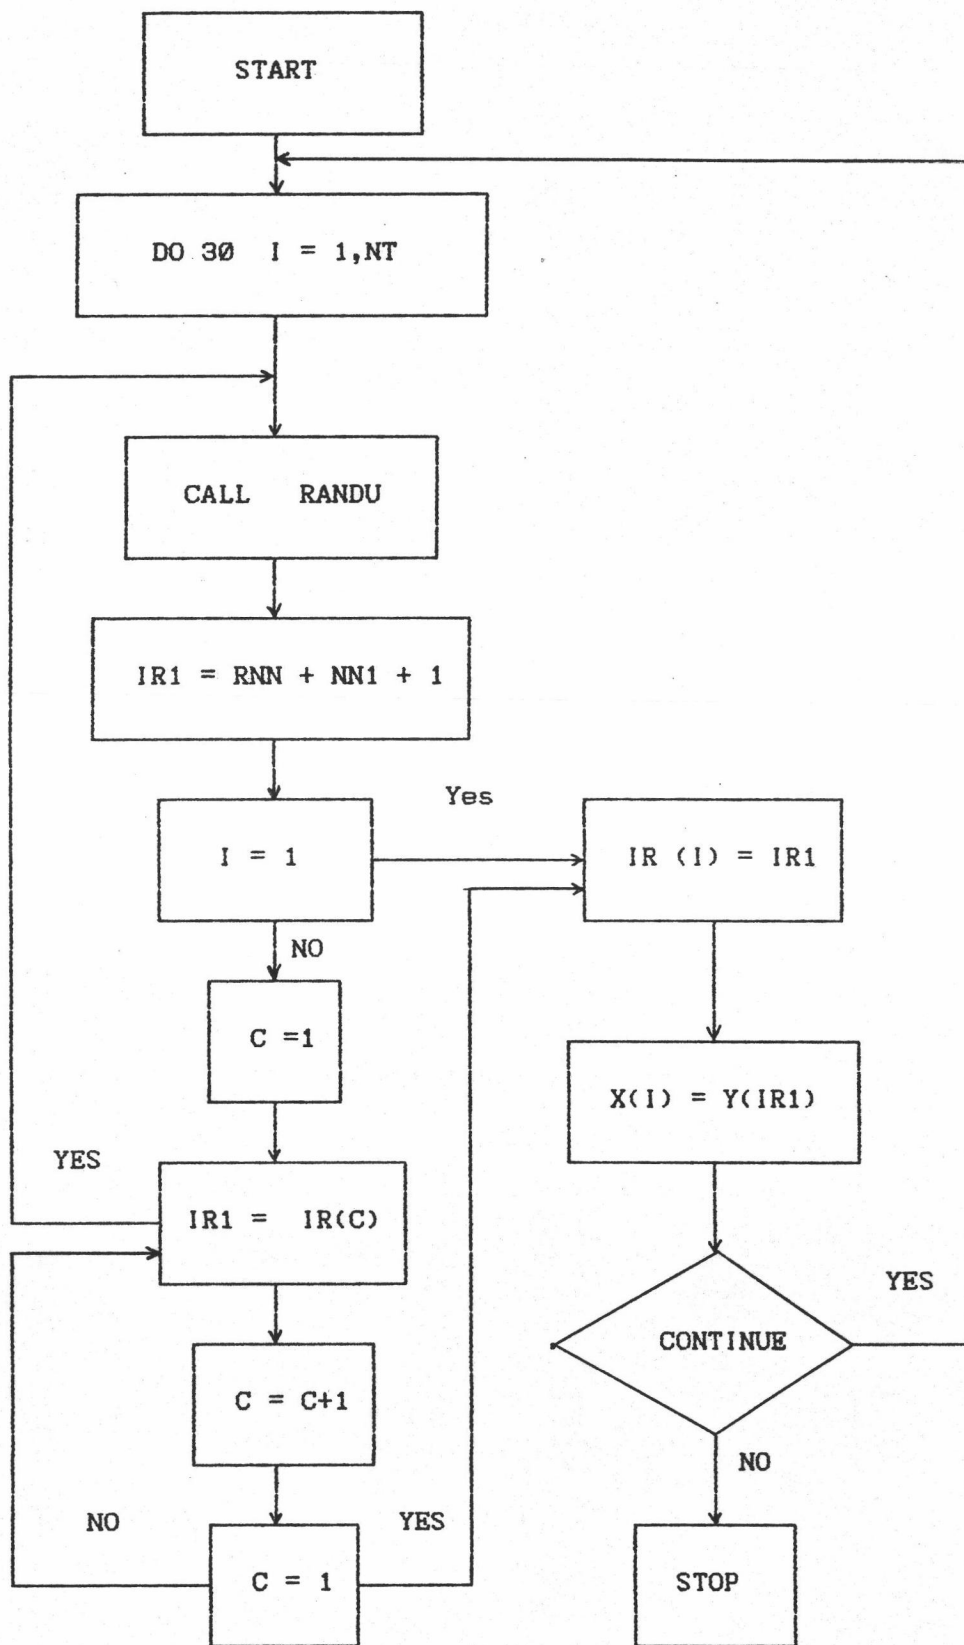 START
DO 30 I = 1,NT
CALL RANDU
IR1 = RNN + NN1 + 1
Yes
I = 1
IR (I) = IR1
NO
C =1
X(I) = Y(IR1)
YES
IR1 = IR(C)
YES
CONTINUE
C = C+1
NO
NO
YES
C = 1
STOP